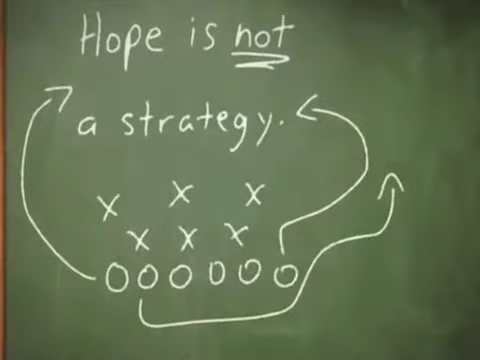 Hope is not
a strategy.
x x x
x x x
O O O O O O